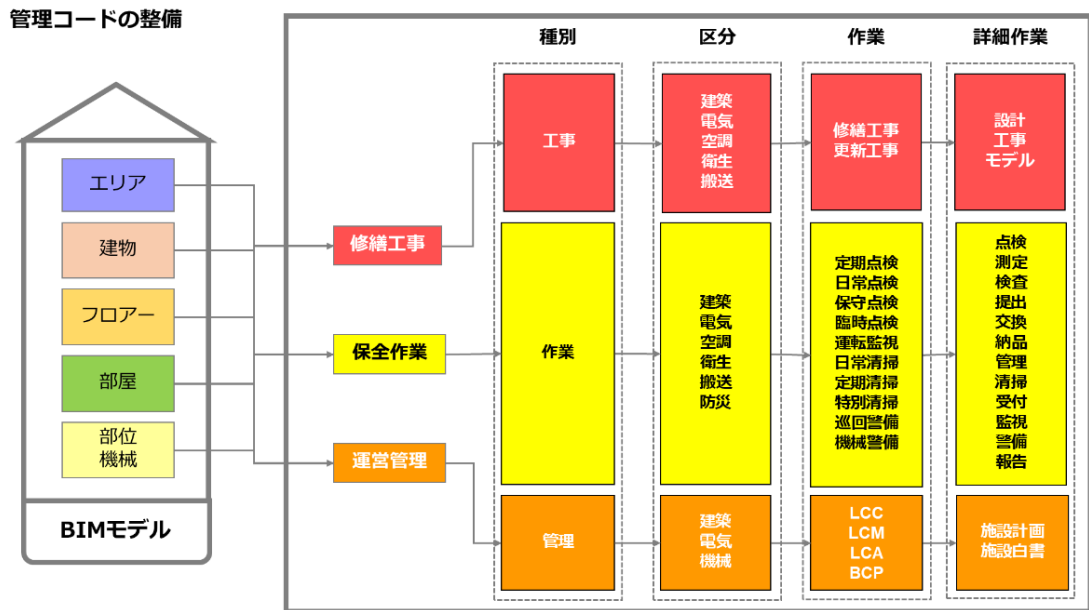 管理コードの整備
種別
区分
作業
詳細作業
エリア
建物
フロアー
部屋
部位
機械
BIMモデル
修繕工事
保全作業
運営管理
工事
建築
電気
空調
衛生
搬送
修繕工事
更新工事
設計
工事
モデル
作業
建築
電気
空調
衛生
搬送
防災
定期点検
日常点検
保守点検
臨時点検
運転監視
日常清掃
定期清掃
特別清掃
巡回警備
機械警備
点検
測定
検査
提出
交換
納品
管理
清掃
受付
監視
警備
報告
管理
建築
電気
機械
LCC
LCM
LCA
BCP
施設計画
施設白書